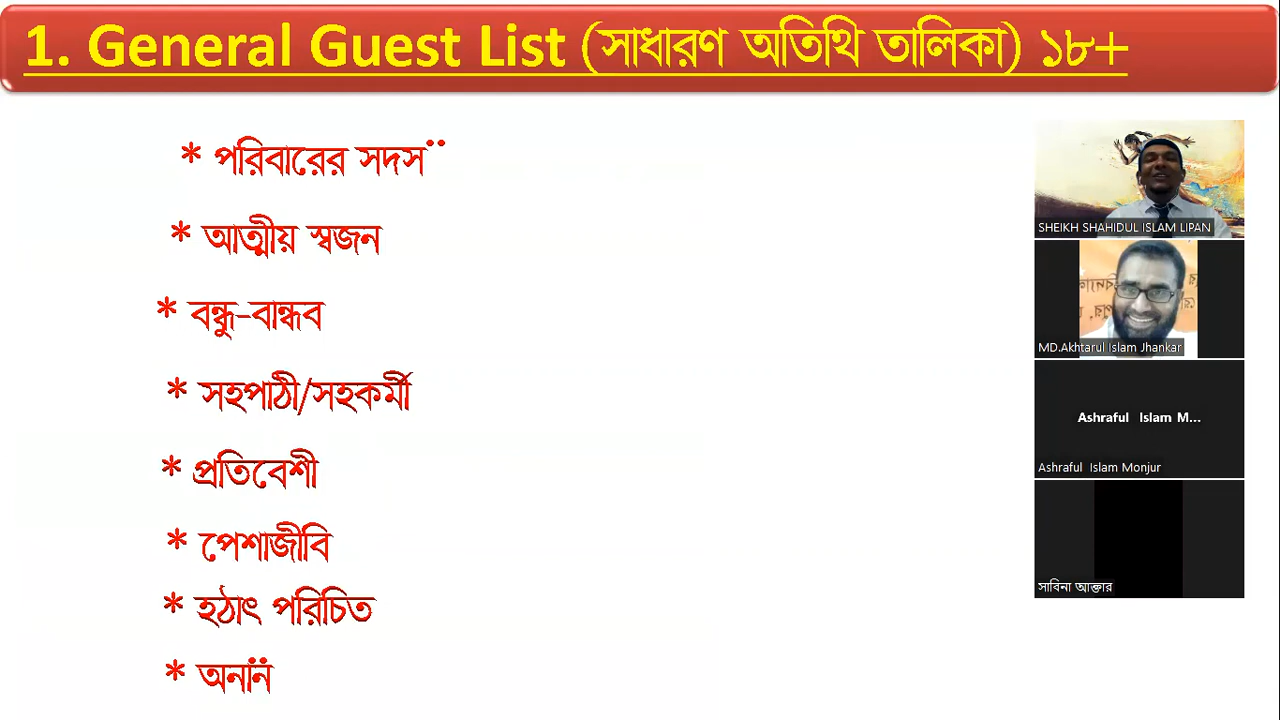 1. General Guest List (সাধারণ অতিথি তালিকা) ১৮+
* পরিবারের সদস¨
* আত্মীয় স্বজন
* বন্ধু-বান্ধব
* সহপাঠী/সহকর্মী
* প্রতিবেশী
* পেশাজীবি
* হঠাৎ পরিচিত
* অনান¨
SHEIKH SHAHIDUL ISLAM LIPAN
MD.Akhtarul Islam Jhankar
Ashraful Islam M...
Ashraful Islam Monjur
সাবিনা আক্তার